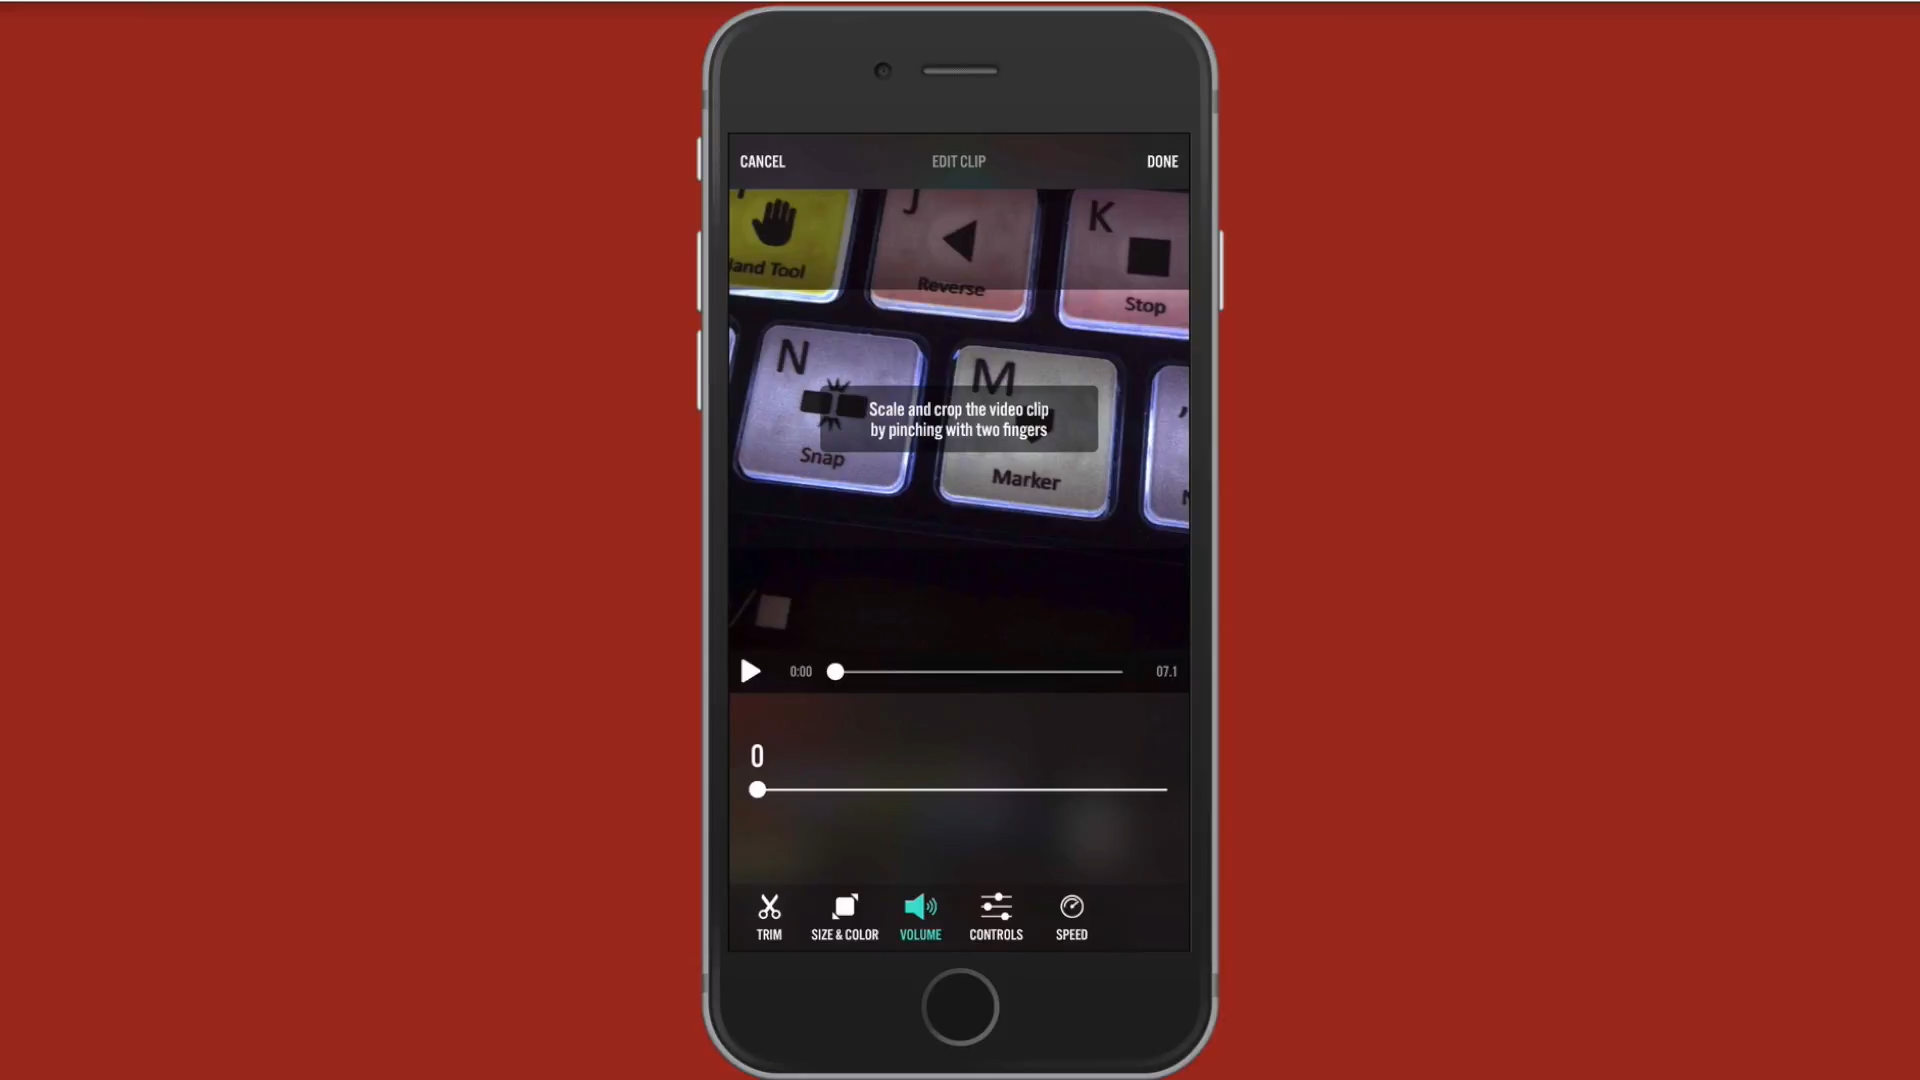 CANCEL EDIT CLIP DONE
J K
Hand Tool Reverse Stop
N M
Scale and crop the video clip
by pinching with two fingers
Snap Marker
0:00 07.1
0
TRIM SIZE & COLOR VOLUME CONTROLS SPEED